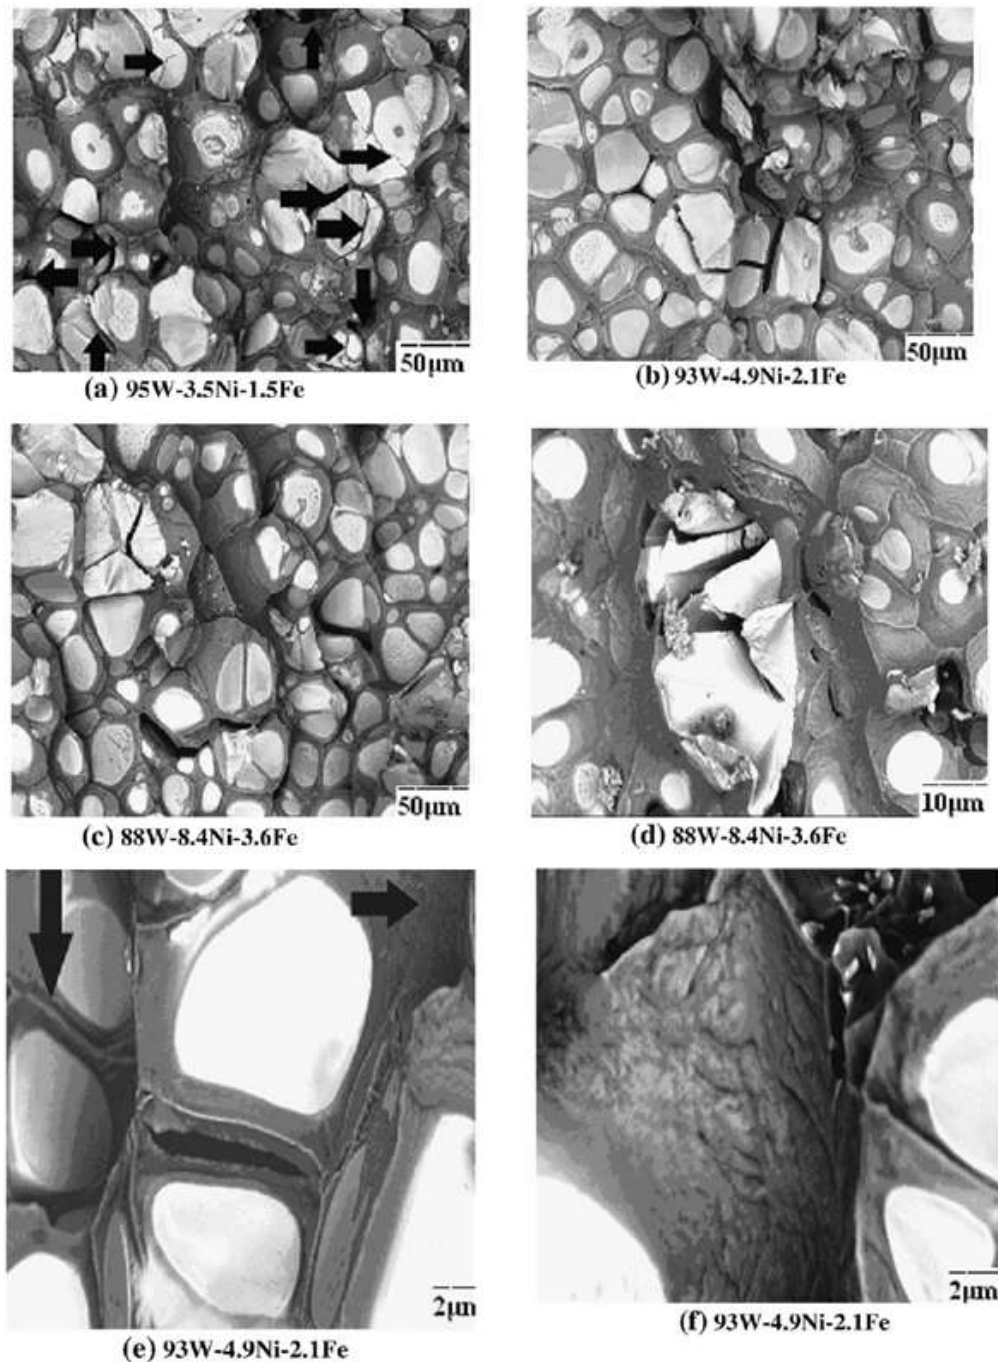 50μm
50μm
(a) 95W-3.5Ni-1.5Fe
(b) 93W-4.9Ni-2.1Fe
50μm
10μm
(c) 88W-8.4Ni-3.6Fe
(d) 88W-8.4Ni-3.6Fe
2μm
2μm
(e) 93W-4.9Ni-2.1Fe
(f) 93W-4.9Ni-2.1Fe